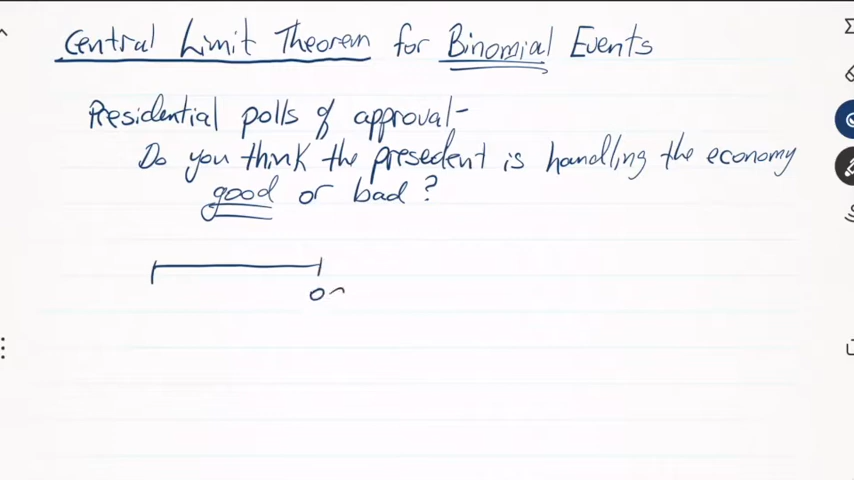 Central Limit Theorem for Binomial Events
Presidential polls of approval-
Do you think the presedent is handling the economy
good or bad ?
0